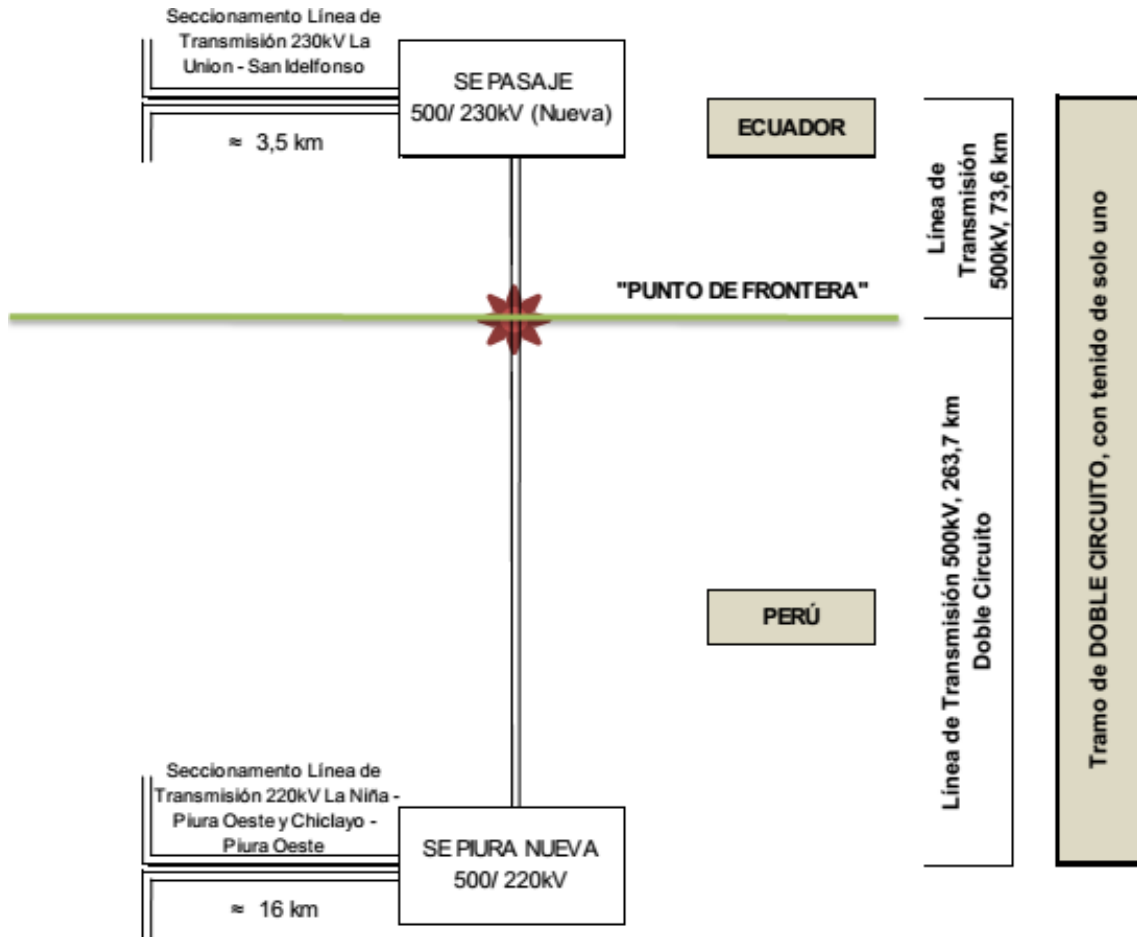 Seccionamento Línea de
Transmisión 230kV La
Union - San Idelfonso
≈ 3,5 km
SE PASAJE
500/ 230kV (Nueva)
ECUADOR
Línea de
Transmisión
500kV, 73,6 km
"PUNTO DE FRONTERA"
Tramo de DOBLE CIRCUITO, con tenido de solo uno
Línea de Transmisión 500kV, 263,7 km
Doble Circuito
PERÚ
Seccionamento Línea de
Transmisión 220kV La Niña -
Piura Oeste y Chiclayo -
Piura Oeste
≈ 16 km
SE PIURA NUEVA
500/ 220kV